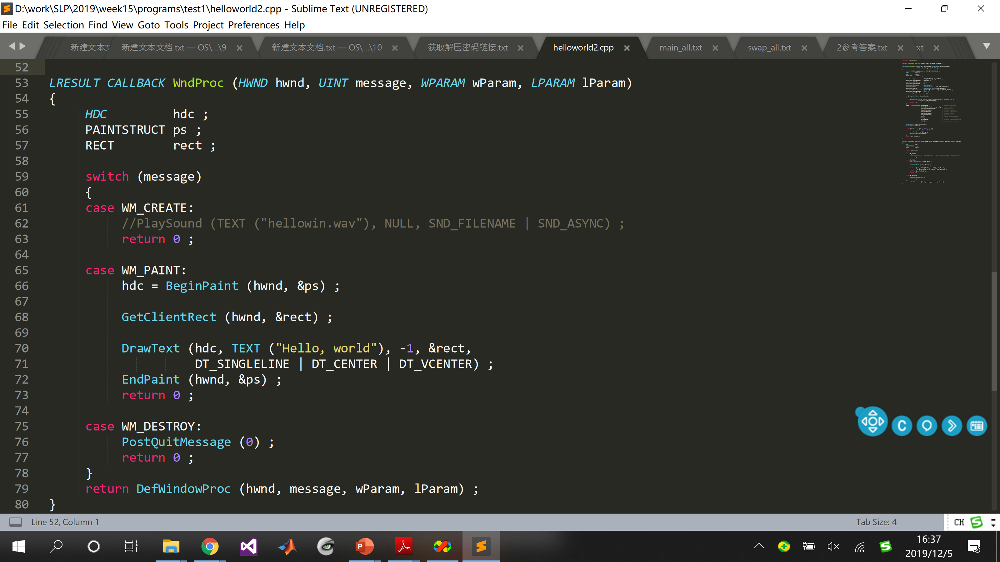 D:\work\SLP\2019\week15\programs\test1\helloworld2.cpp - Sublime Text (UNREGISTERED)
File Edit Selection Find View Goto Tools Project Preferences Help
新建文本文 新建文本文档.txt — OS\...\9 新建文本文档.txt — OS\...\10 获取解压密码链接.txt helloworld2.cpp main_all.txt swap_all.txt 2参考答案.txt xt
52
53 LRESULT CALLBACK WndProc (HWND hwnd, UINT message, WPARAM wParam, LPARAM lParam)
54 {
55 HDC hdc ;
56 PAINTSTRUCT ps ;
57 RECT rect ;
58
59 switch (message)
60 {
61 case WM_CREATE:
62 //PlaySound (TEXT ("hellowin.wav"), NULL, SND_FILENAME | SND_ASYNC) ;
63 return 0 ;
64
65 case WM_PAINT:
66 hdc = BeginPaint (hwnd, &ps) ;
67
68 GetClientRect (hwnd, &rect) ;
69
70 DrawText (hdc, TEXT ("Hello, world"), -1, &rect,
71 DT_SINGLELINE | DT_CENTER | DT_VCENTER) ;
72 EndPaint (hwnd, &ps) ;
73 return 0 ;
74
75 case WM_DESTROY:
76 PostQuitMessage (0) ;
77 return 0 ;
78 }
79 return DefWindowProc (hwnd, message, wParam, lParam) ;
80 }
Line 52, Column 1
Tab Size: 4
CH
16:37
2019/12/5